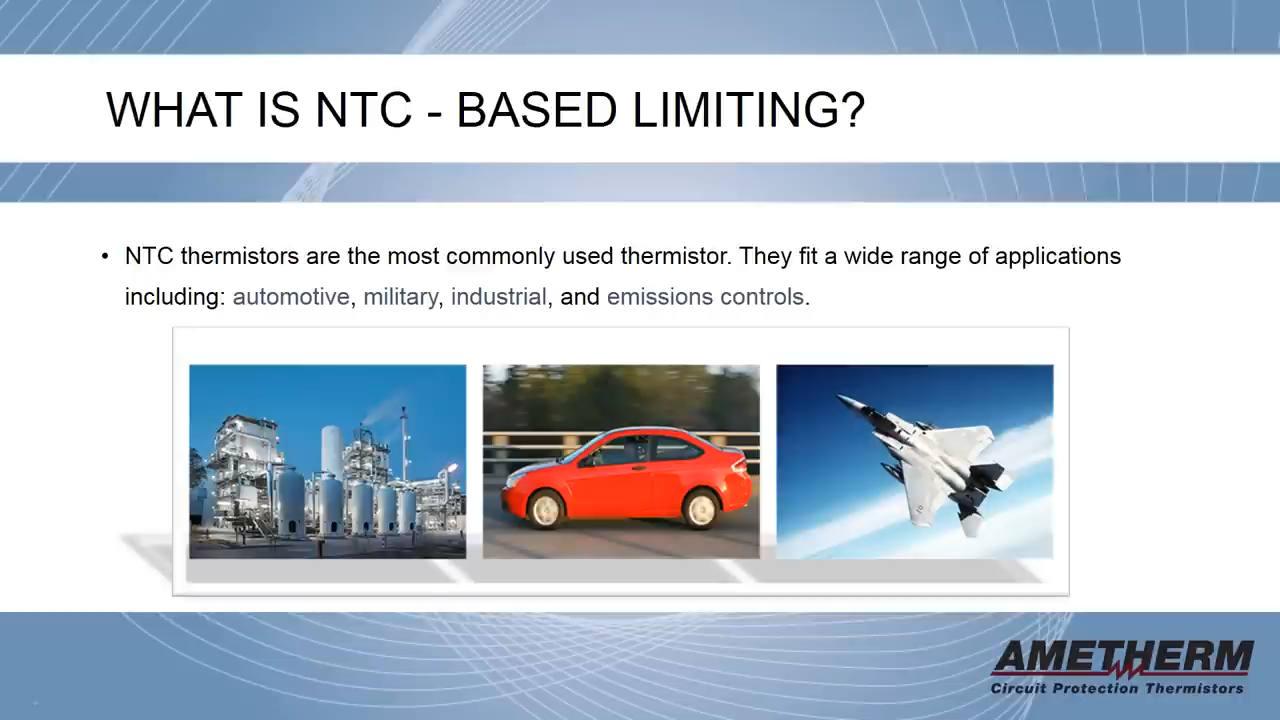 WHAT IS NTC - BASED LIMITING?
• NTC thermistors are the most commonly used thermistor. They fit a wide range of applications
including: automotive, military, industrial, and emissions controls.
AMETHERM
Circuit Protection Thermistors